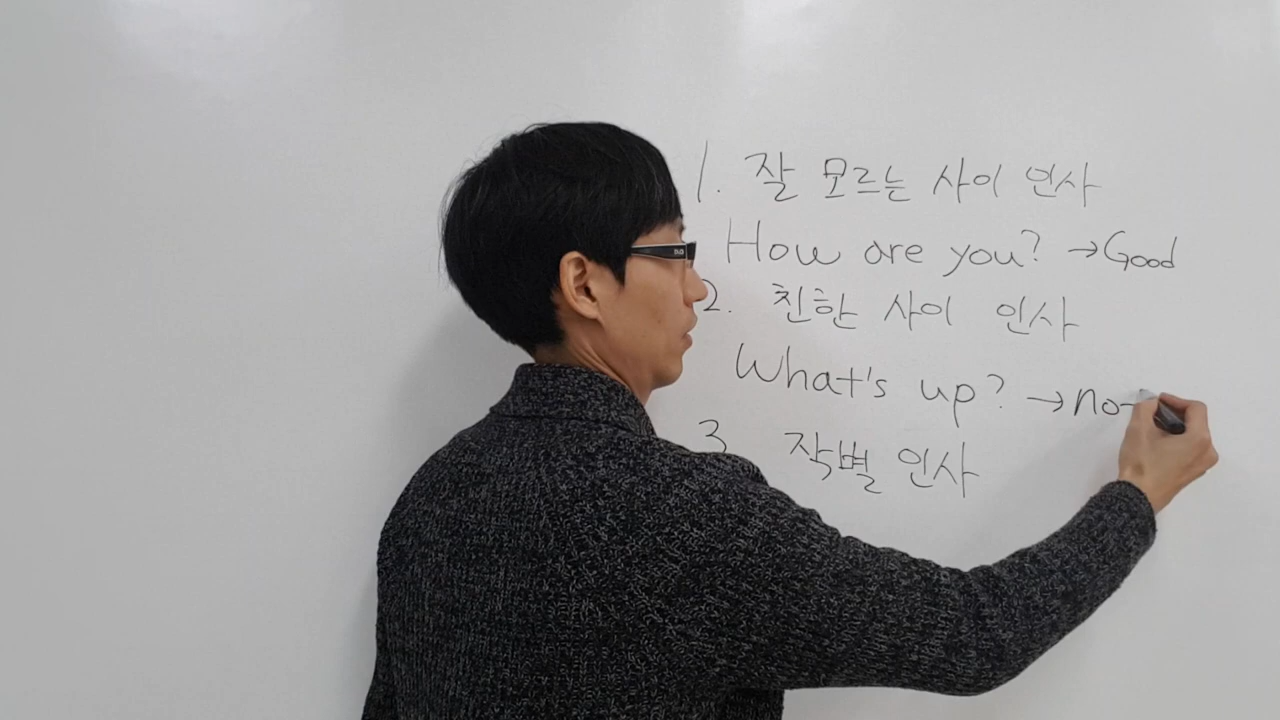 1. 잘 모르는 사이 인사
How are you? → Good
2. 친한 사이 인사
What's up? →
3. 작별 인사